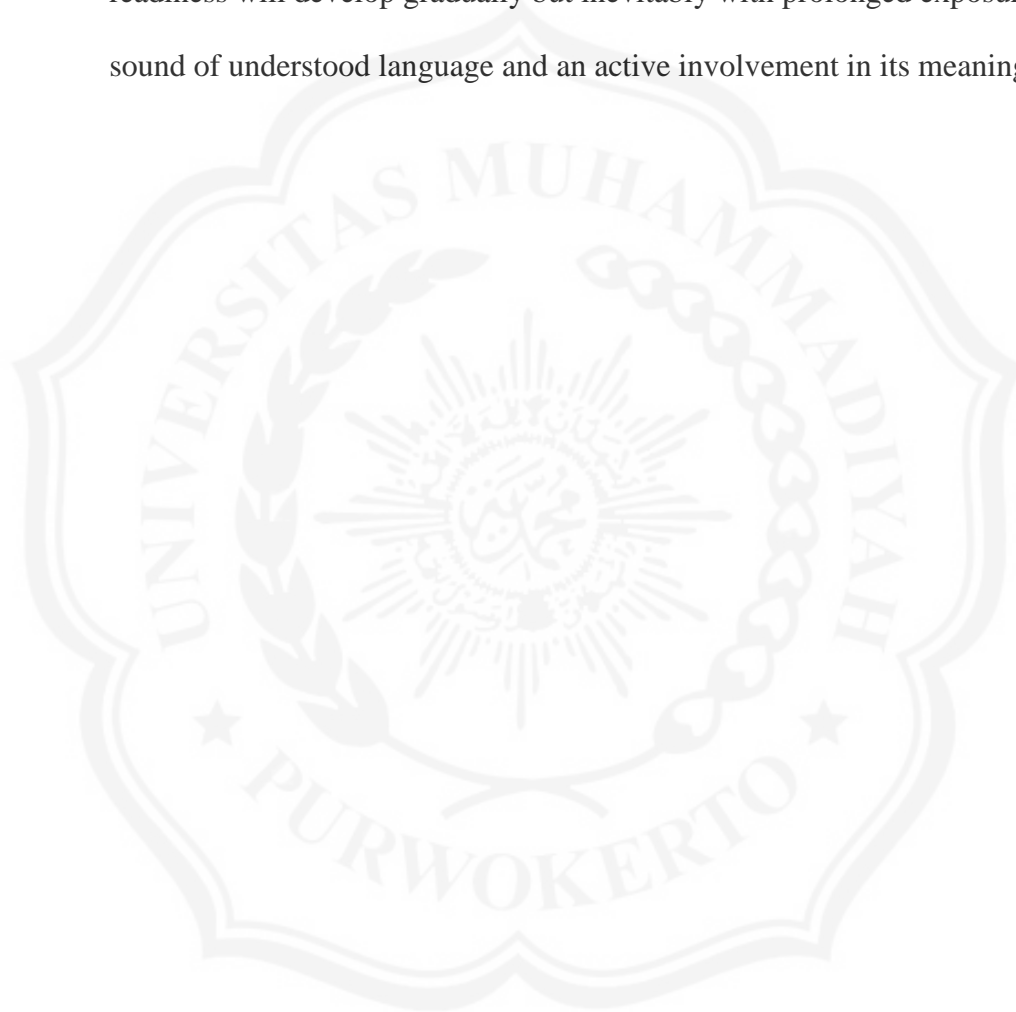 readiness will develop gradually but inevitably with prolonged
sound of understood language and an active involvement in its
UNIVERSITAS MUHAMMADIYAH
PURWOKERTO